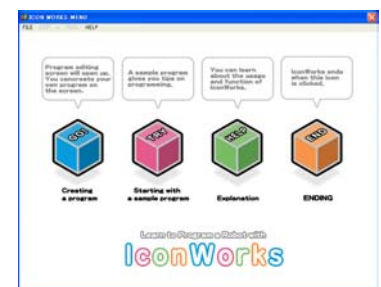 ICON WORKS MENU
FILE EDIT TOOL HELP
Program editing
screen will open up.
You can create your
own program on
the screen.
A sample program
gives you tips on
programming.
You can learn
about the usage
and function of
IconWorks.
IconWorks ends
when this icon
is clicked.
GO!
TRY
HELP
END
Creating
a program
Starting with
a sample program
Explanation
ENDING
Learn to Program a Robot with
IconWorks